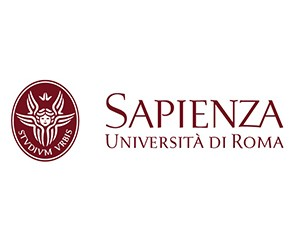 STVDIVM VRBIS
SAPIENZA
UNIVERSITÀ DI ROMA